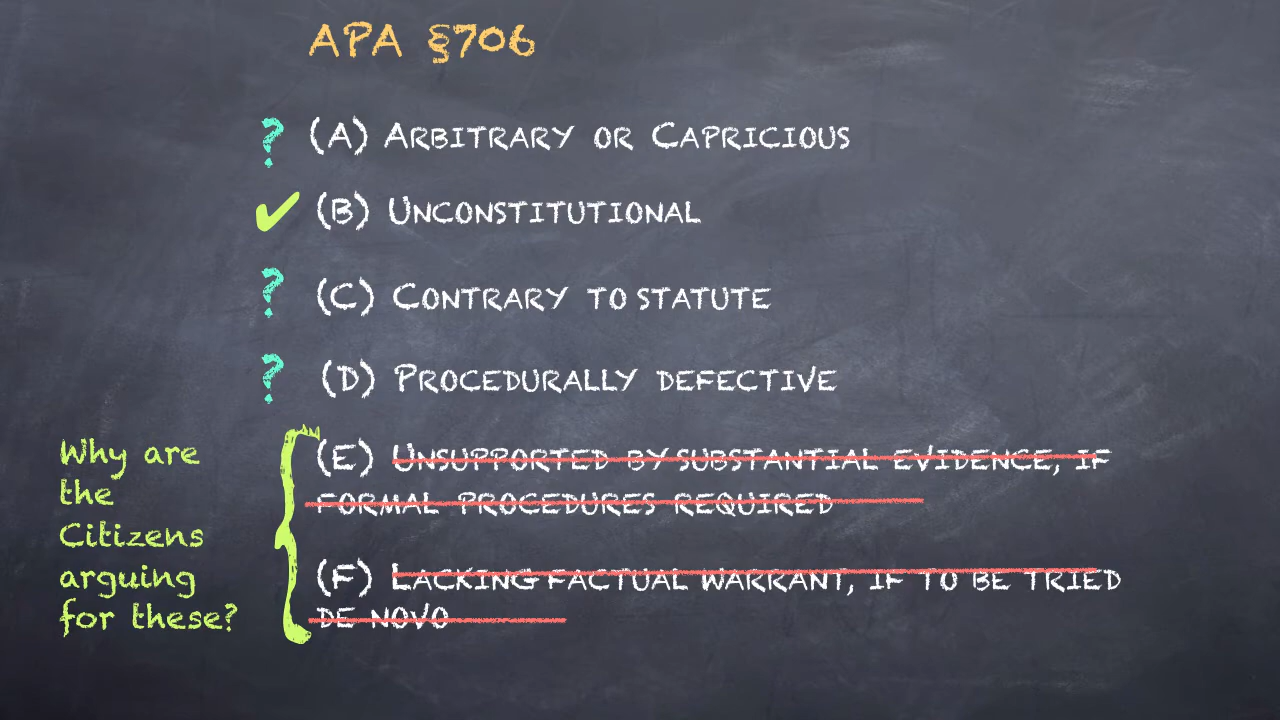 APA §706
? (A) ARBITRARY OR CAPRICIOUS
✔ (B) UNCONSTITUTIONAL
? (C) CONTRARY TO STATUTE
? (D) PROCEDURALLY DEFECTIVE
(E) UNSUPPORTED BY SUBSTANTIAL EVIDENCE, IF
FORMAL PROCEDURES REQUIRED
(F) LACKING FACTUAL WARRANT, IF TO BE TRIED
DE NOVO
Why are
the
Citizens
arguing
for these?